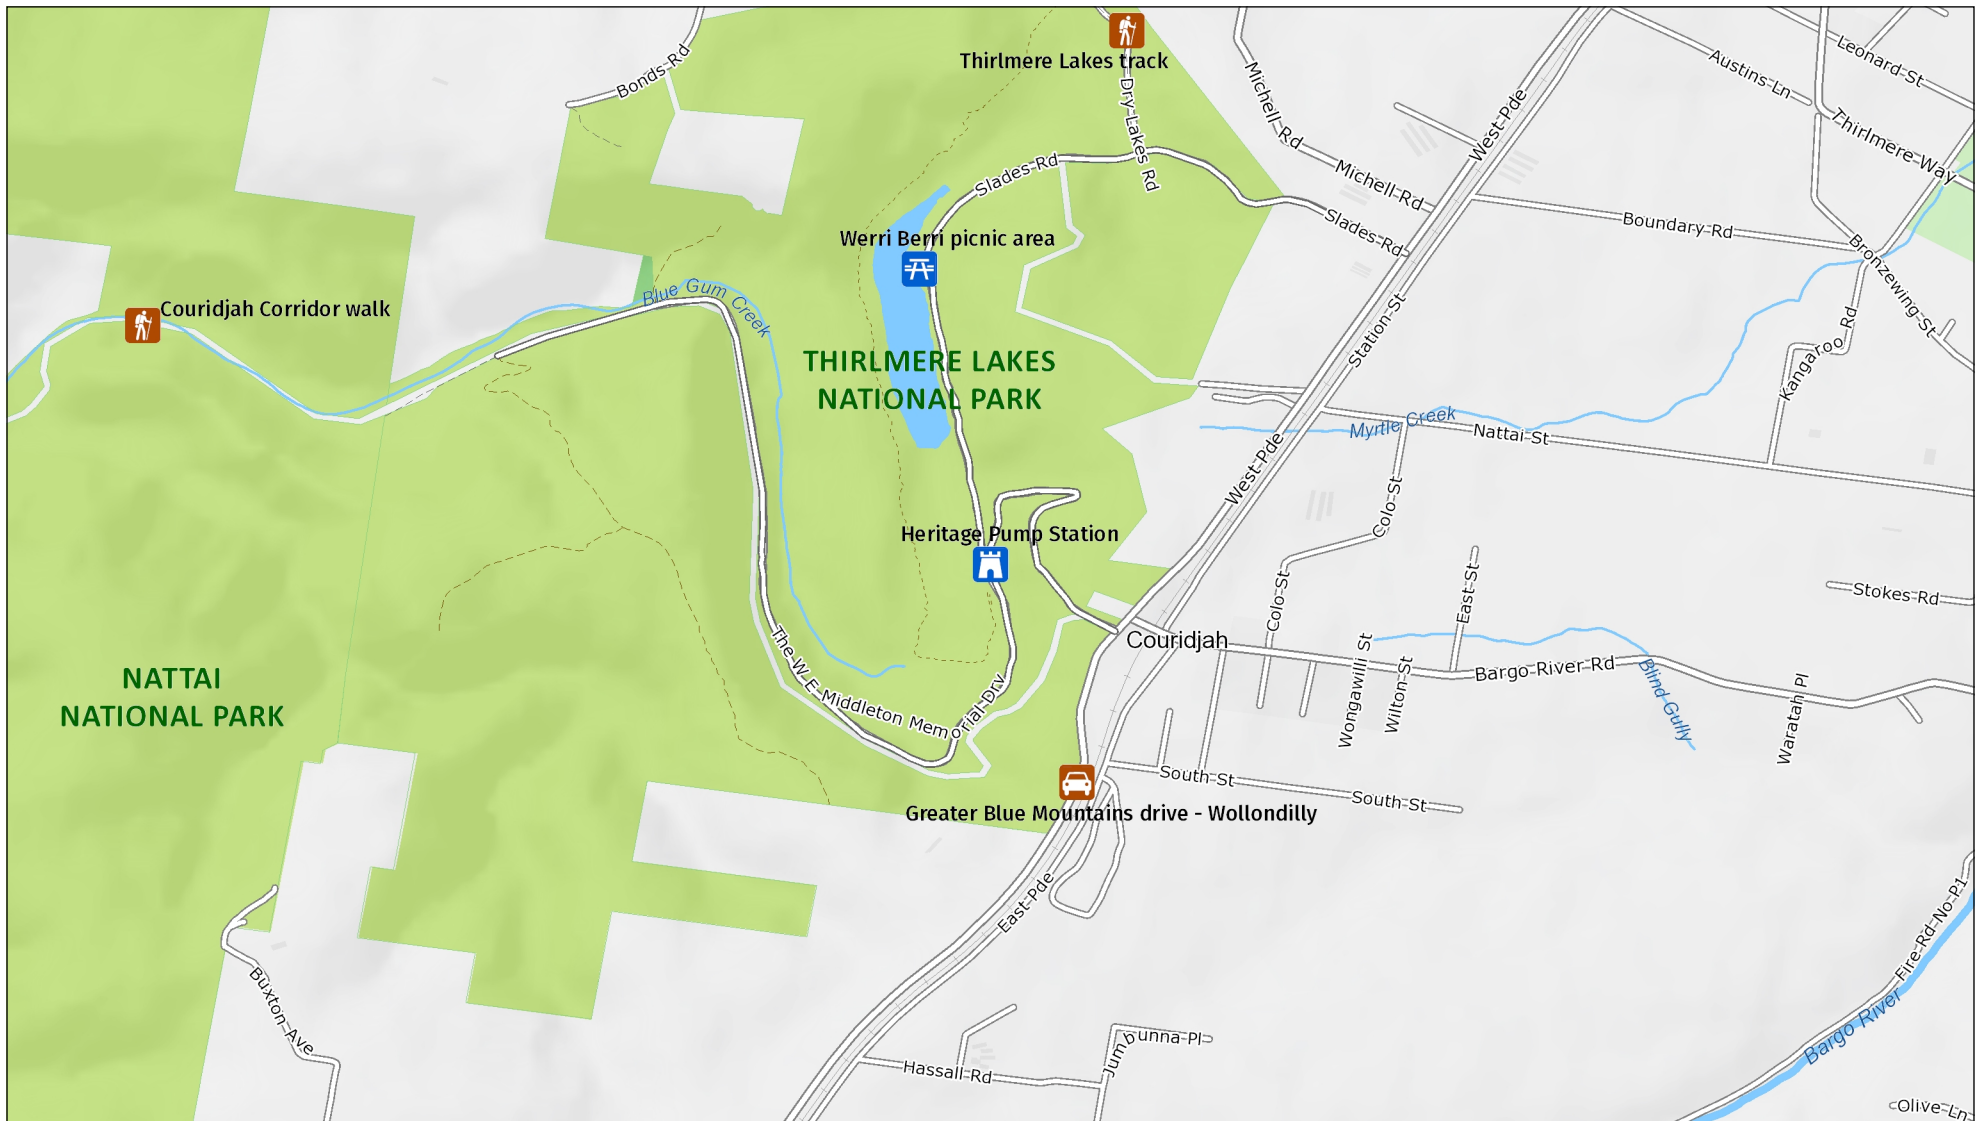 Thirlmere Lakes track
Bonds Rd
Dry Lakes Rd
Michell Rd
Michell Rd
West Pde
Austins Ln
Leonard St
Thirlmere Way
Slades Rd
Slades Rd
Boundary Rd
Bronzewing St
Werri Berri picnic area
Couridjah Corridor walk
Blue Gum Creek
Station St
Kangaroo Rd
THIRLMERE LAKES
NATIONAL PARK
Myrtle Creek
Nattai St
West Pde
Colo St
Heritage Pump Station
Colo St
East St
Stokes Rd
Couridjah
The W E Middleton Memorial Drv
Wongawilli St
Wilton St
Bargo River Rd
Blind Gully
Waratah Pl
NATTAI
NATIONAL PARK
South St
South St
Greater Blue Mountains drive - Wollondilly
East Pde
Fire Rd No P1
Buxton Ave
Bargo River
Jumbunna Pl
Hassall Rd
Olive Ln